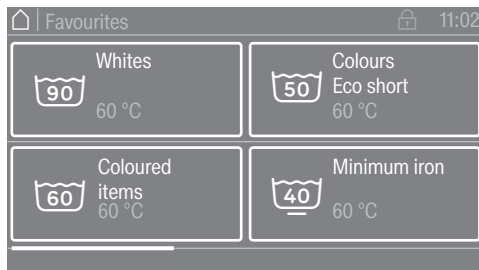 Favourites
11:02
Whites
90
60 °C
Colours
Eco short
50
60 °C
Coloured
items
60
60 °C
Minimum iron
40
60 °C